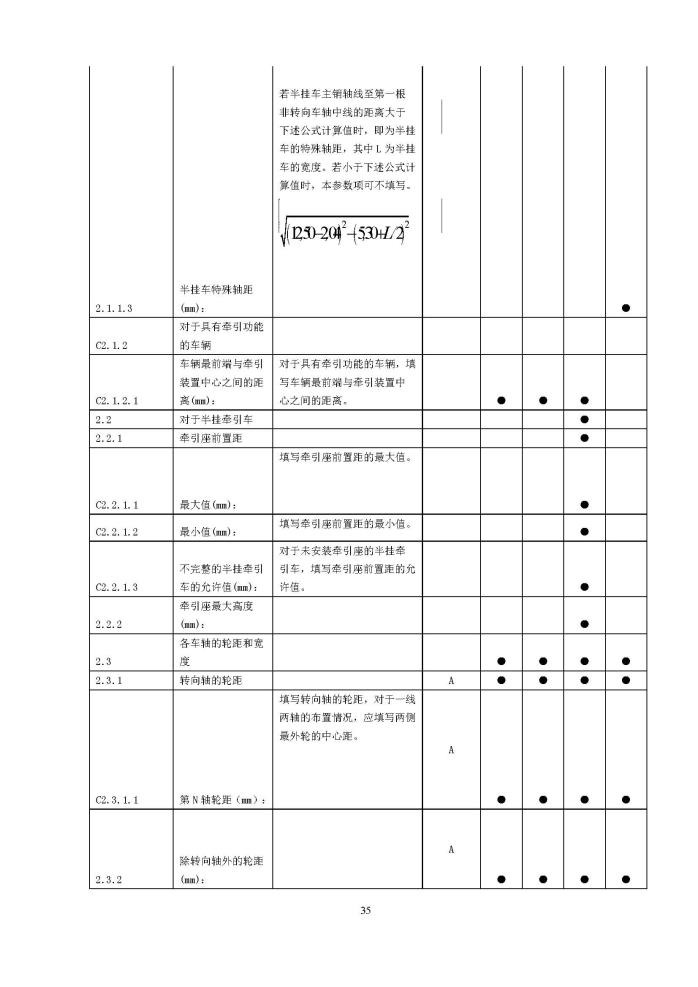 若半挂车主销轴线至第一根
非转向车轴中线的距离大于
下述公式计算值时，即为半挂
车的特殊轴距，其中 L 为半挂
车的宽度。若小于下述公式计
算值时，本参数项可不填写。
半挂车特殊轴距
2.1.1.3 (mm)： ●
对于具有牵引功能
C2.1.2 的车辆
车辆最前端与牵引 对于具有牵引功能的车辆，填
装置中心之间的距 写车辆最前端与牵引装置中
C2.1.2.1 离(mm)： 心之间的距离。 ● ● ●
2.2 对于半挂牵引车 ●
2.2.1 牵引座前置距 ●
填写牵引座前置距的最大值。
C2.2.1.1 最大值(mm)： ●
填写牵引座前置距的最小值。
C2.2.1.2 最小值(mm)： ●
对于未安装牵引座的半挂牵
不完整的半挂牵引 引车，填写牵引座前置距的允
C2.2.1.3 车的允许值(mm)： 许值。 ●
牵引座最大高度
2.2.2 (mm)： ●
各车轴的轮距和宽
2.3 度 ● ● ● ●
2.3.1 转向轴的轮距 A ● ● ● ●
填写转向轴的轮距，对于一线
两轴的布置情况，应填写两侧
最外轮的中心距。
A
C2.3.1.1 第 N 轴轮距（mm）： ● ● ● ●
A
除转向轴外的轮距
2.3.2 (mm)： ● ● ● ●
35